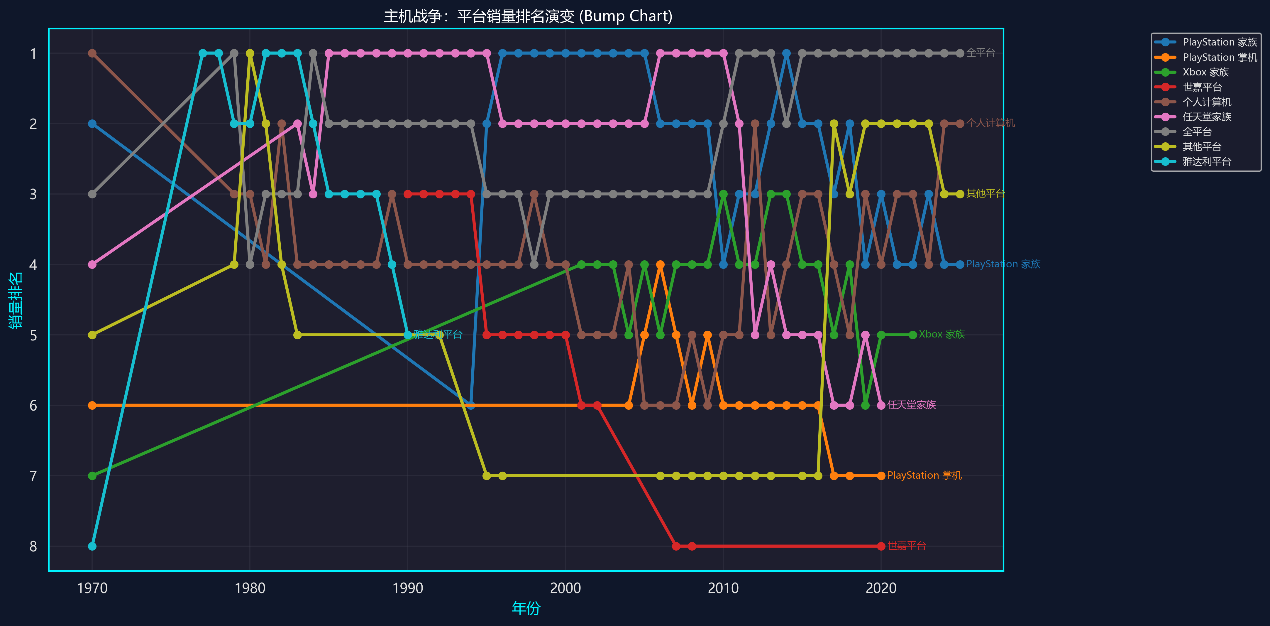 主机战争：平台销量排名演变 (Bump Chart)
PlayStation 家族
PlayStation 掌机
Xbox 家族
世嘉平台
个人计算机
任天堂家族
全平台
其他平台
雅达利平台
销量排名
1
2
3
4
5
6
7
8
全平台
个人计算机
其他平台
PlayStation 家族
雅达利平台
Xbox 家族
任天堂家族
PlayStation 掌机
世嘉平台
1970
1980
1990
2000
2010
2020
年份